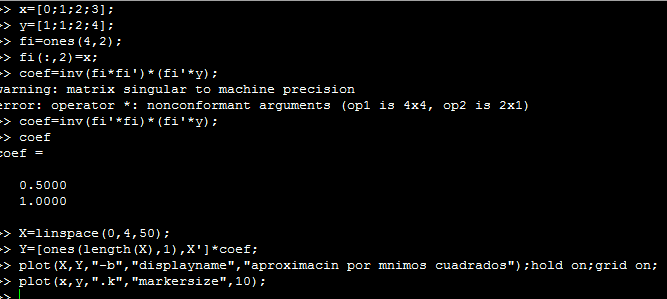 >> x=[0;1;2;3];
>> y=[1;1;2;4];
>> fi=ones(4,2);
>> fi(:,2)=x;
>> coef=inv(fi*fi')*(fi'*y);
warning: matrix singular to machine precision
error: operator *: nonconformant arguments (op1 is 4x4, op2 is 2x1)
>> coef=inv(fi'*fi)*(fi'*y);
>> coef
coef =
0.5000
1.0000
>> X=linspace(0,4,50);
>> Y=[ones(length(X),1),X']*coef;
>> plot(X,Y,"-b","displayname","aproximacin por mnimos cuadrados");hold on;grid on;
>> plot(x,y,".k","markersize",10);
>>